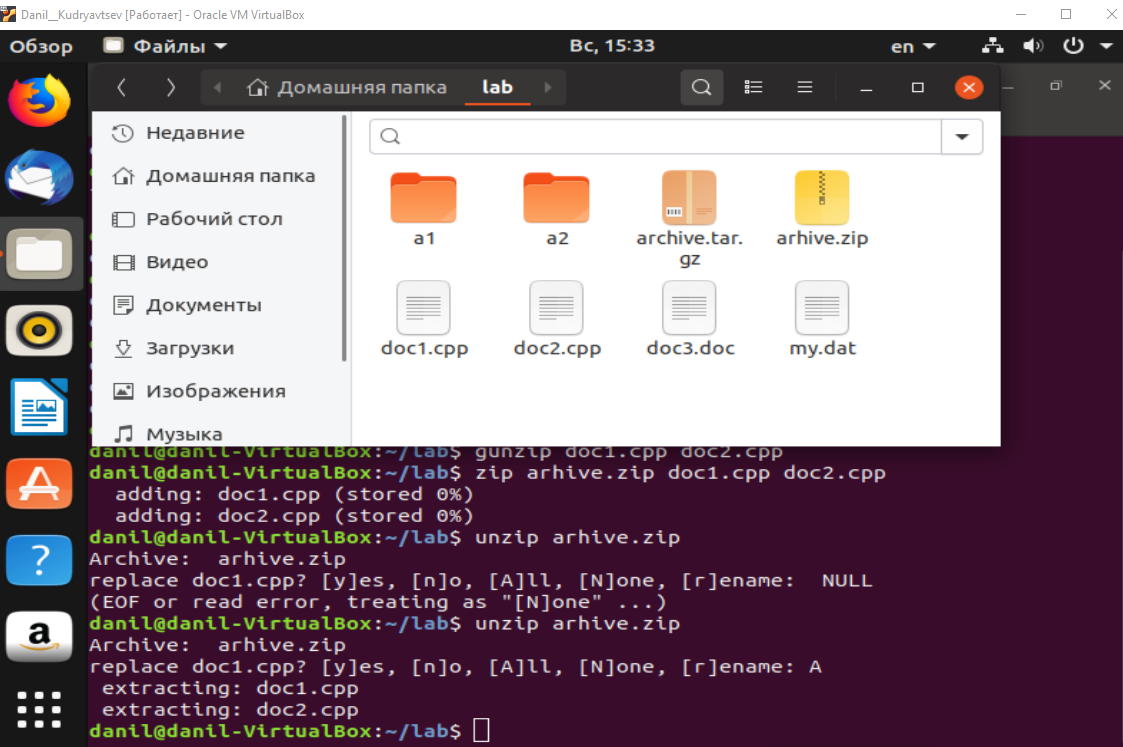 Danil__Kudryavtsev [Работает] - Oracle VM VirtualBox
Обзор Файлы Вс, 15:33 en
Домашняя папка lab
Недавние
Домашняя папка
Рабочий стол
Видео
Документы
Загрузки
Изображения
Музыка
a1 a2 archive.tar.gz arhive.zip
doc1.cpp doc2.cpp doc3.doc my.dat
danil@danil-VirtualBox:~/lab$ gunzip doc1.cpp doc2.cpp
danil@danil-VirtualBox:~/lab$ zip arhive.zip doc1.cpp doc2.cpp
  adding: doc1.cpp (stored 0%)
  adding: doc2.cpp (stored 0%)
danil@danil-VirtualBox:~/lab$ unzip arhive.zip
Archive:  arhive.zip
replace doc1.cpp? [y]es, [n]o, [A]ll, [N]one, [r]ename:  NULL
(EOF or read error, treating as "[N]one" ...)
danil@danil-VirtualBox:~/lab$ unzip arhive.zip
Archive:  arhive.zip
replace doc1.cpp? [y]es, [n]o, [A]ll, [N]one, [r]ename: A
 extracting: doc1.cpp
 extracting: doc2.cpp
danil@danil-VirtualBox:~/lab$